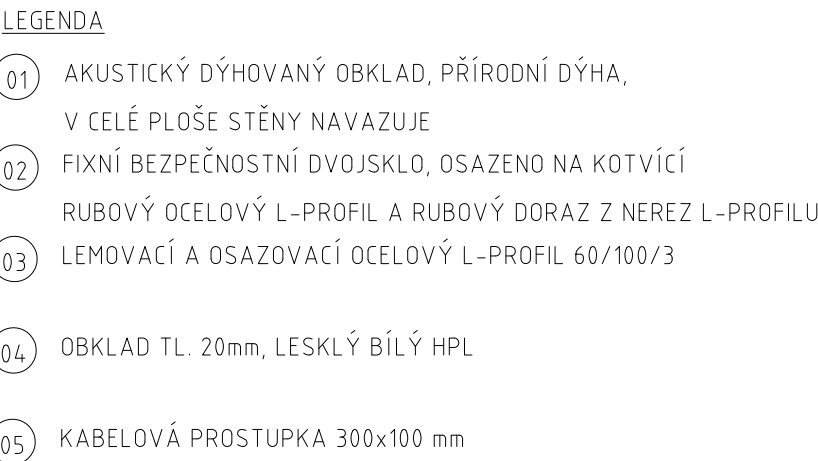 LEGENDA
01 AKUSTICKÝ DÝHOVANÝ OBKLAD, PŘÍRODNÍ DÝHA,
V CELÉ PLOŠE STĚNY NAVAZUJE
02 FIXNÍ BEZPEČNOSTNÍ DVOJSKLO, OSAZENO NA KOTVÍCÍ
RUBOVÝ OCELOVÝ L-PROFIL A RUBOVÝ DORAZ Z NEREZ L-PROFILU
03 LEMOVACÍ A OSAZOVACÍ OCELOVÝ L-PROFIL 60/100/3
04 OBKLAD TL. 20mm, LESKLÝ BÍLÝ HPL
05 KABELOVÁ PROSTUPKA 300x100 mm